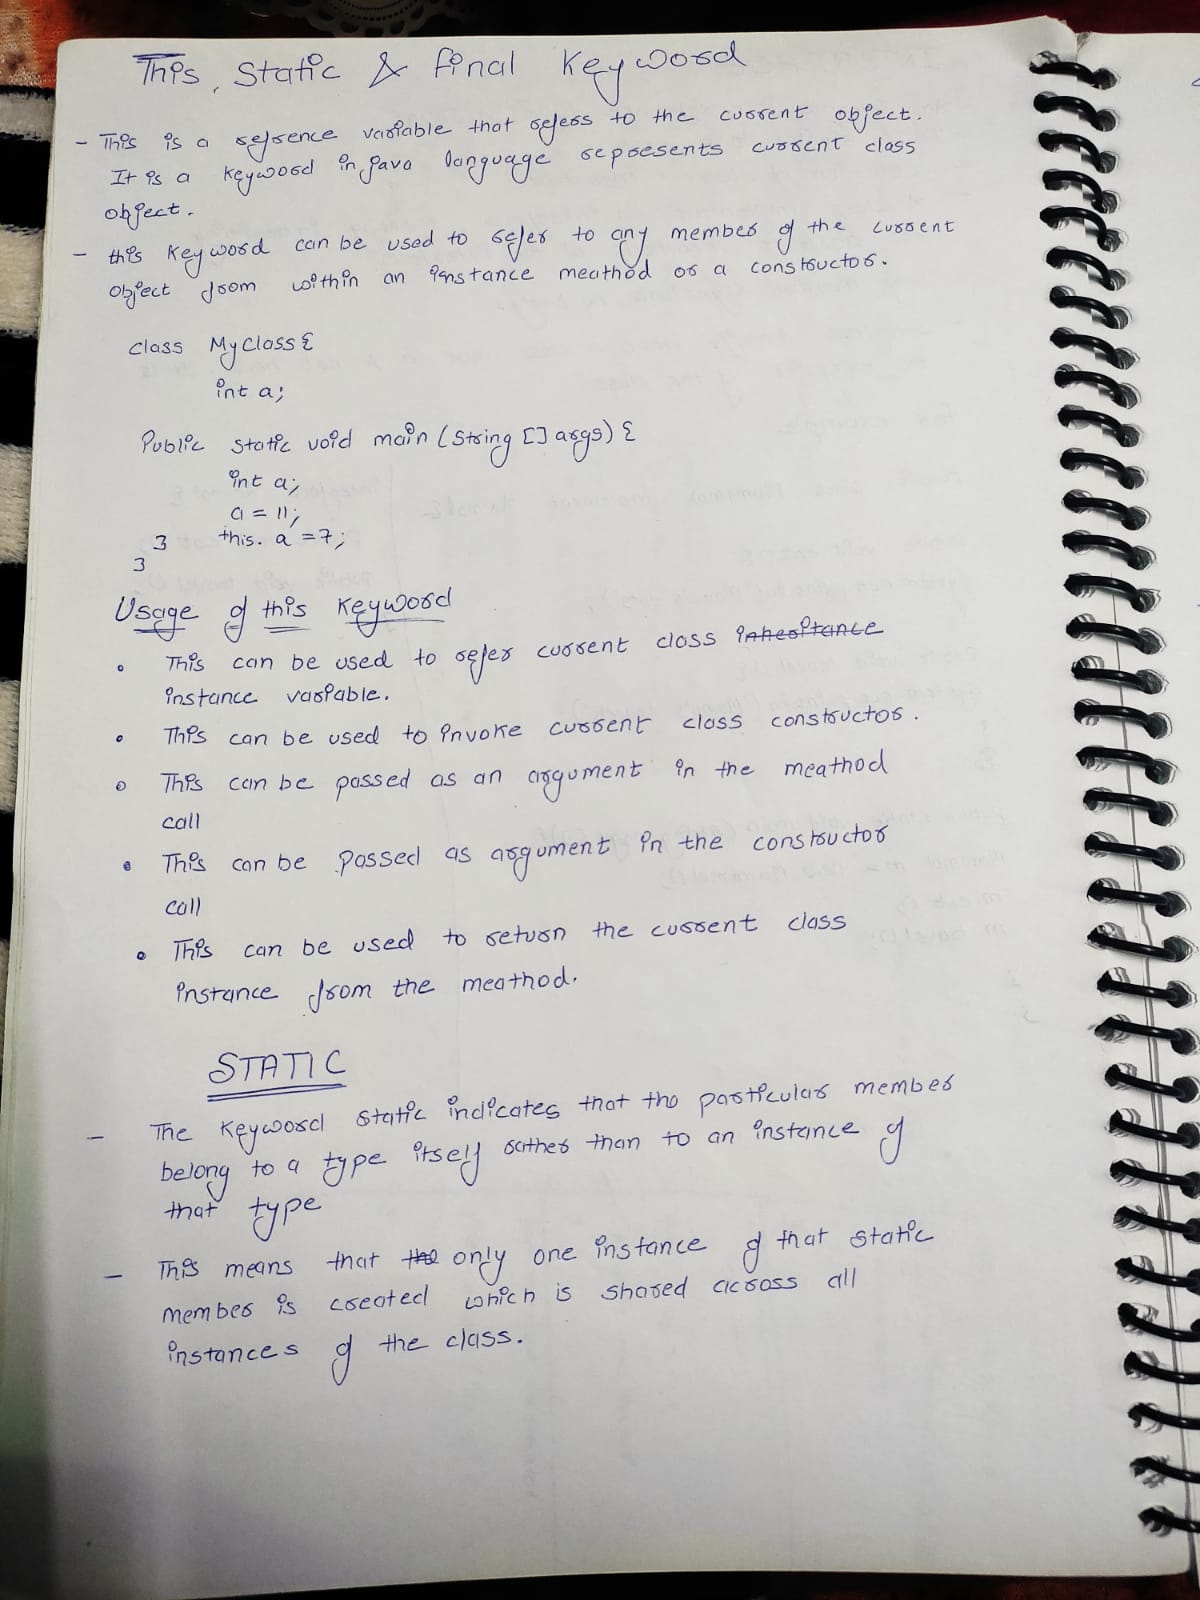 This, Static & final Keyword
- This is a refrence variable that refers to the current object.
It is a keyword in java language represents current class
object.
- this keyword can be used to refer to any member of the current
object from within an instance meathod or a constructor.
class MyClass {
int a;
Public static void main (String [] args) {
int a;
a = 11;
} this. a = 7;
}
Usage of this Keyword
• This can be used to refer current class inheritance
instance variable.
• This can be used to invoke current class constructor.
• This can be passed as an argument in the meathod
call
• This can be passed as argument in the constructor
call
• This can be used to return the current class
instance from the meathod.
STATIC
- The Keyword static indicates that the particular member
belong to a type itself rather than to an instance of
that type
- This means that the only one instance of that static
member is created which is shared across all
instances of the class.